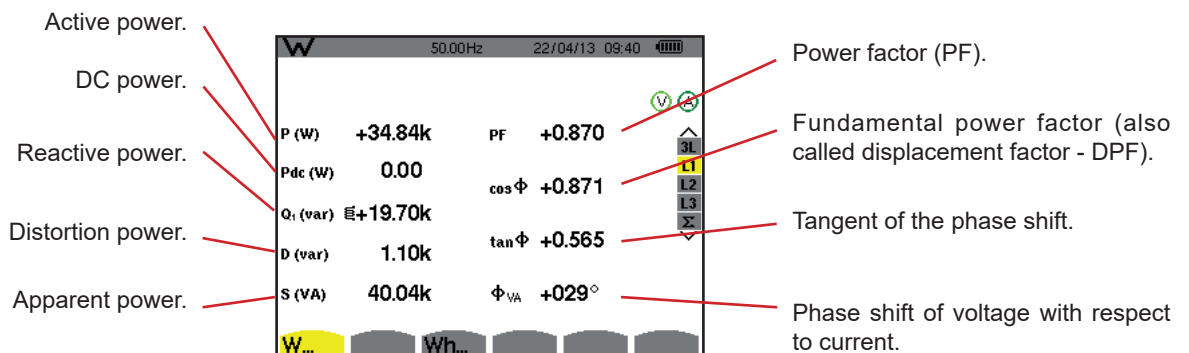 Active power.
DC power.
Reactive power.
Distortion power.
Apparent power.
W 50.00Hz 22/04/13 09:40
V A
P (W) +34.84k PF +0.870
Pdc (W) 0.00
cos Φ +0.871
Q₁ (var) +19.70k
tan Φ +0.565
D (var) 1.10k
S (VA) 40.04k ΦVA +029°
3L
L1
L2
L3
Σ
W... Wh...
Power factor (PF).
Fundamental power factor (also
called displacement factor - DPF).
Tangent of the phase shift.
Phase shift of voltage with respect
to current.